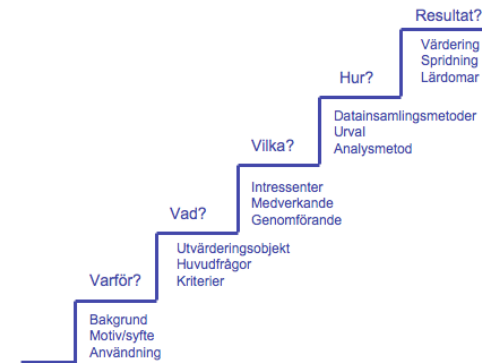 Resultat?
Värdering
Spridning
Lärdomar
Hur?
Datainsamlingsmetoder
Urval
Analysmetod
Vilka?
Intressenter
Medverkande
Genomförande
Vad?
Utvärderingsobjekt
Huvudfrågor
Kriterier
Varför?
Bakgrund
Motiv/syfte
Användning